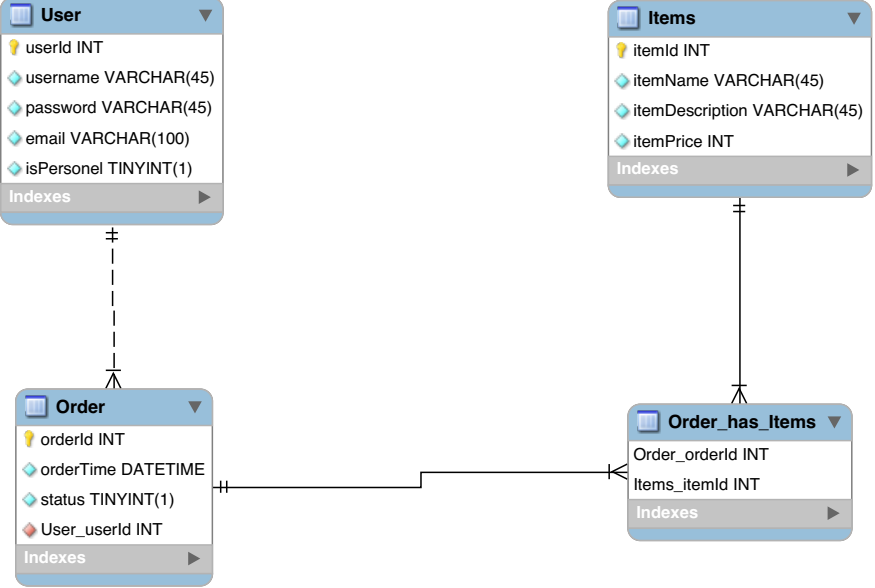 User
userId INT
username VARCHAR(45)
password VARCHAR(45)
email VARCHAR(100)
isPersonel TINYINT(1)
Indexes
Items
itemId INT
itemName VARCHAR(45)
itemDescription VARCHAR(45)
itemPrice INT
Indexes
Order
orderId INT
orderTime DATETIME
status TINYINT(1)
User_userId INT
Indexes
Order_has_Items
Order_orderId INT
Items_itemId INT
Indexes